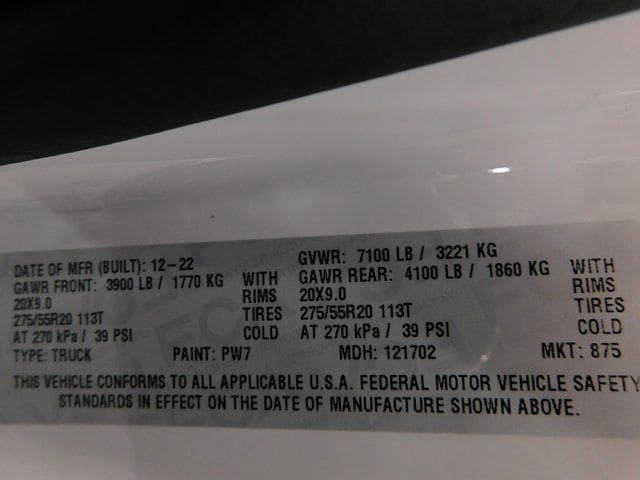 DATE OF MFR (BUILT): 12-22 GVWR: 7100 LB / 3221 KG
GAWR FRONT: 3900 LB / 1770 KG WITH GAWR REAR: 4100 LB / 1860 KG WITH
20X9.0 RIMS 20X9.0 RIMS
275/55R20 113T TIRES 275/55R20 113T TIRES
AT 270 kPa / 39 PSI COLD AT 270 kPa / 39 PSI COLD
TYPE: TRUCK PAINT: PW7 MDH: 121702 MKT: 875
THIS VEHICLE CONFORMS TO ALL APPLICABLE U.S.A. FEDERAL MOTOR VEHICLE SAFETY
STANDARDS IN EFFECT ON THE DATE OF MANUFACTURE SHOWN ABOVE.